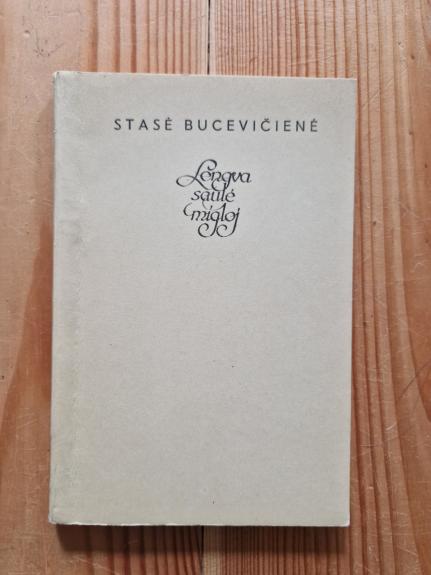 STASĖ BUCEVIČIENĖ
Lengva
saulė
migloj